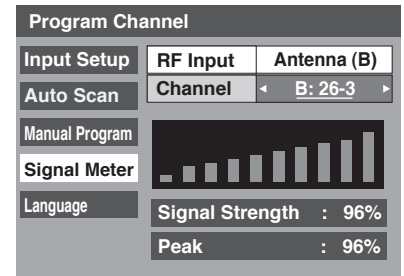 Program Channel
Input Setup
RF Input Antenna (B)
Auto Scan
Channel B: 26-3
Manual Program
Signal Meter
Language
Signal Strength : 96%
Peak : 96%